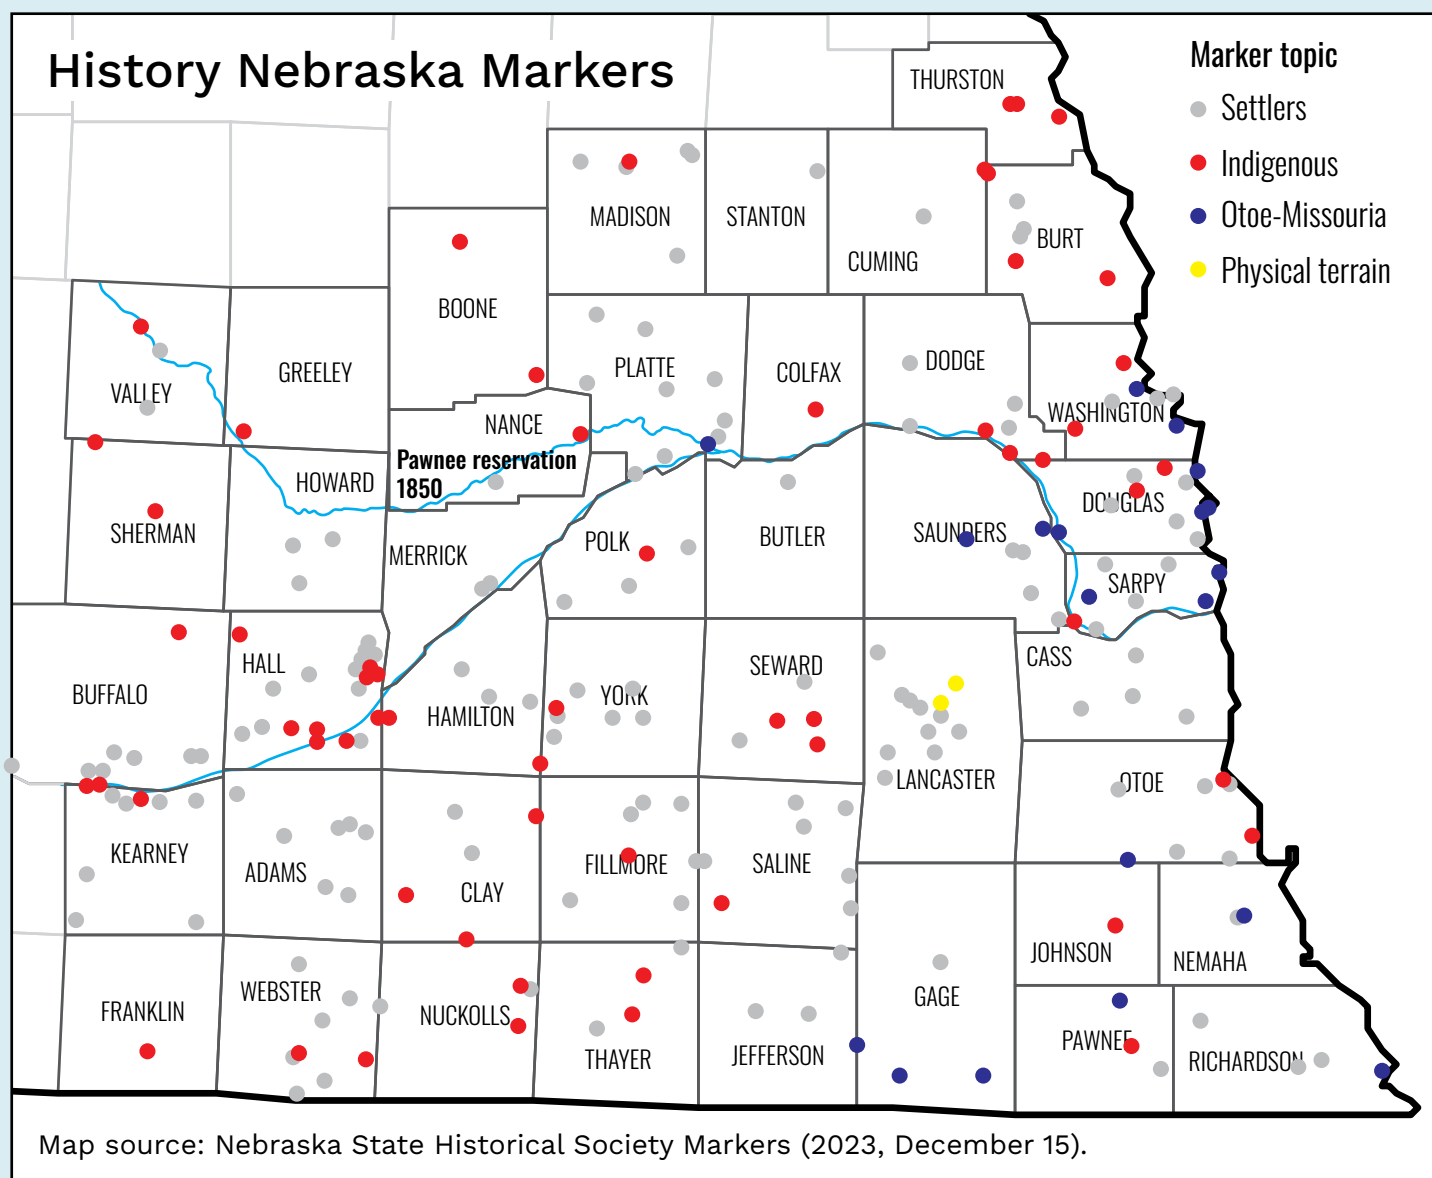 History Nebraska Markers
Marker topic
Settlers
Indigenous
Otoe-Missouria
Physical terrain
THURSTON
MADISON
STANTON
CUMING
BURT
BOONE
VALLEY
GREELEY
PLATTE
COLFAX
DODGE
WASHINGTON
NANCE
Pawnee reservation
1850
HOWARD
SHERMAN
MERRICK
POLK
BUTLER
SAUNDERS
DOUGLAS
SARPY
CASS
BUFFALO
HALL
HAMILTON
YORK
SEWARD
LANCASTER
OTOE
KEARNEY
ADAMS
CLAY
FILLMORE
SALINE
JOHNSON
NEMAHA
GAGE
FRANKLIN
WEBSTER
NUCKOLLS
THAYER
JEFFERSON
PAWNEE
RICHARDSON
Map source: Nebraska State Historical Society Markers (2023, December 15).